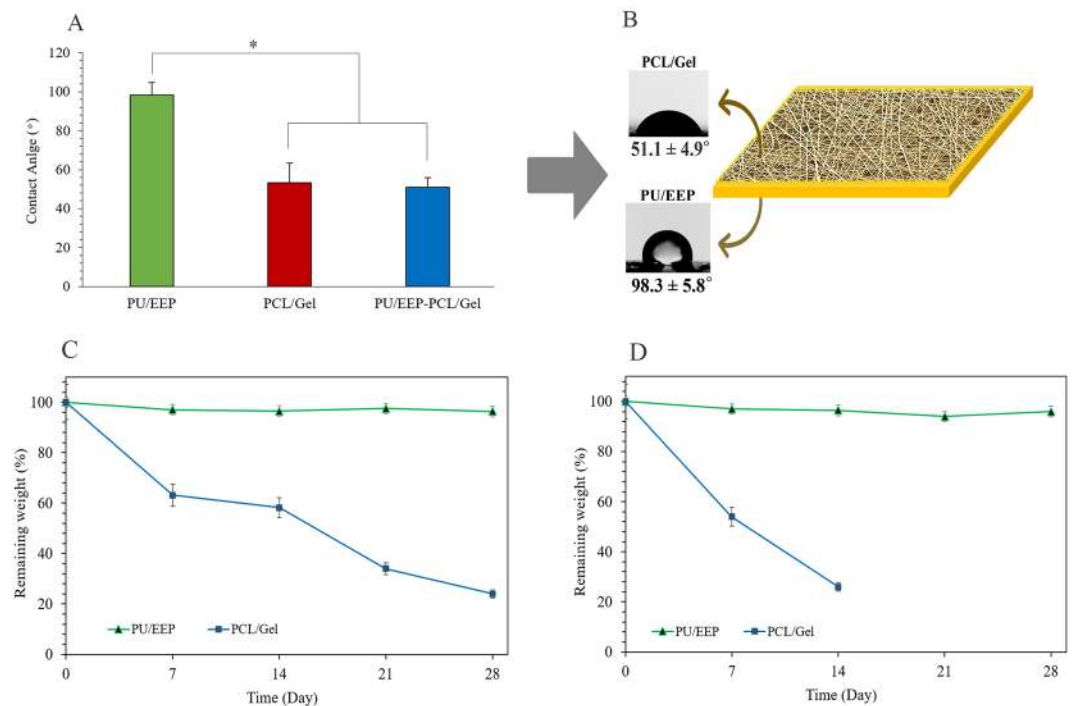 A
*
120
100
80
60
40
20
0
Contact Anlge (°)
PU/EEP
PCL/Gel
PU/EEP-PCL/Gel
B
PCL/Gel
51.1 ± 4.9°
PU/EEP
98.3 ± 5.8°
C
100
80
60
40
20
0
Remaining weight (%)
PU/EEP
PCL/Gel
0 7 14 21 28
Time (Day)
D
100
80
60
40
20
0
Remaining weight (%)
PU/EEP
PCL/Gel
0 7 14 21 28
Time (Day)